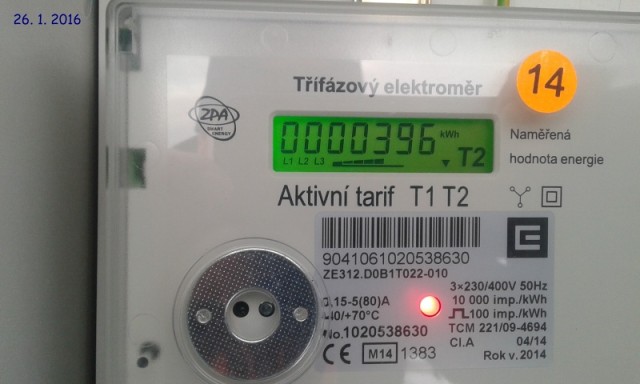 26. 1. 2016
14
Třífázový elektroměr
ZPA
SMART ENERGY
0000396 kWh
L1 L2 L3 T2
Naměřená
hodnota energie
Aktivní tarif T1 T2
9041061020538630
ZE312.D0B1T022-010
3×230/400V 50Hz
0,15-5(80)A
10 000 imp./kWh
-40/+70°C
100 imp./kWh
No.1020538630
TCM 221/09-4694
Cl.A 04/14
CE M14 1383
Rok v. 2014